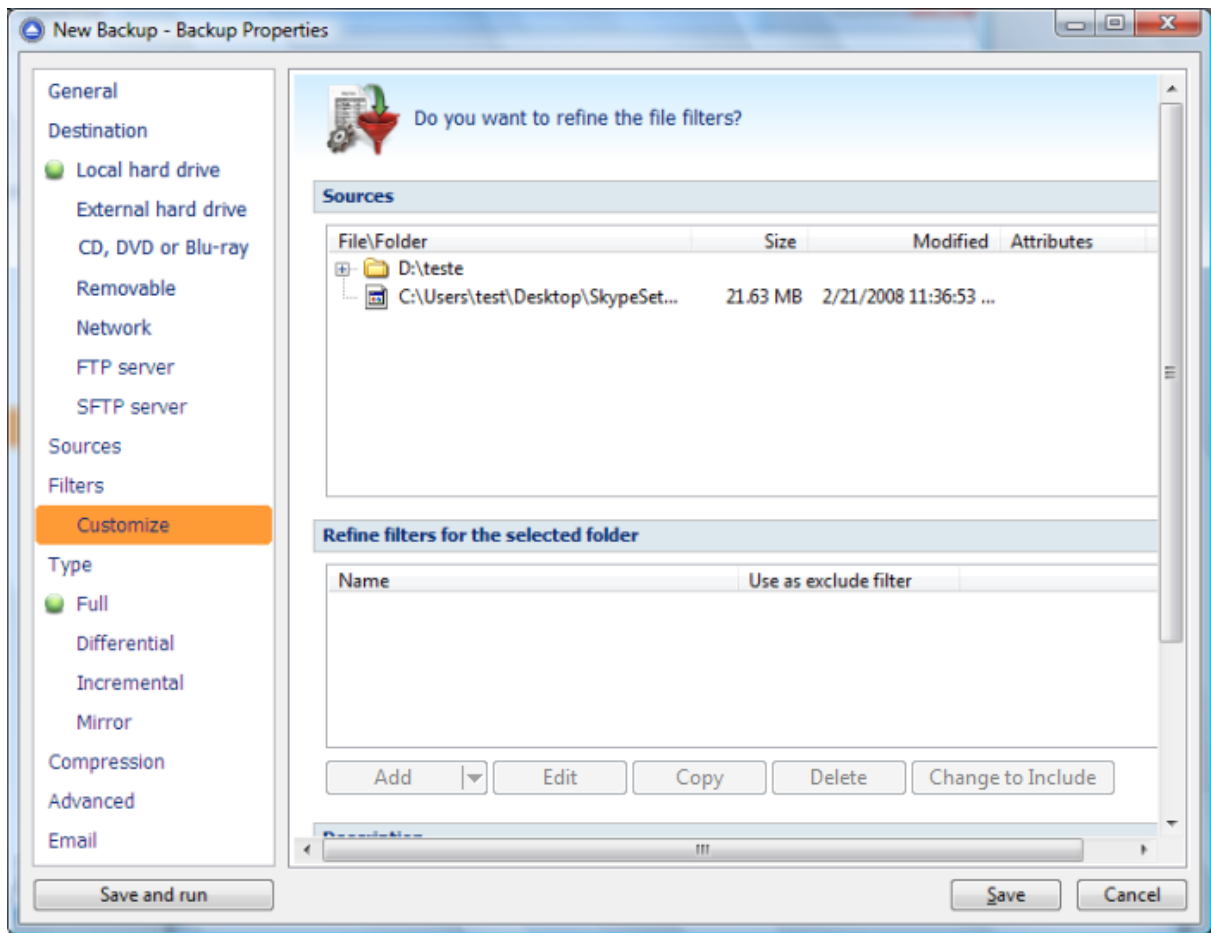 New Backup - Backup Properties
General
Destination
Local hard drive
External hard drive
CD, DVD or Blu-ray
Removable
Network
FTP server
SFTP server
Sources
Filters
Customize
Type
Full
Differential
Incremental
Mirror
Compression
Advanced
Email
Do you want to refine the file filters?
Sources
File\Folder Size Modified Attributes
D:\teste
C:\Users\test\Desktop\SkypeSet... 21.63 MB 2/21/2008 11:36:53 ...
Refine filters for the selected folder
Name Use as exclude filter
Add Edit Copy Delete Change to Include
Description
Save and run Save Cancel